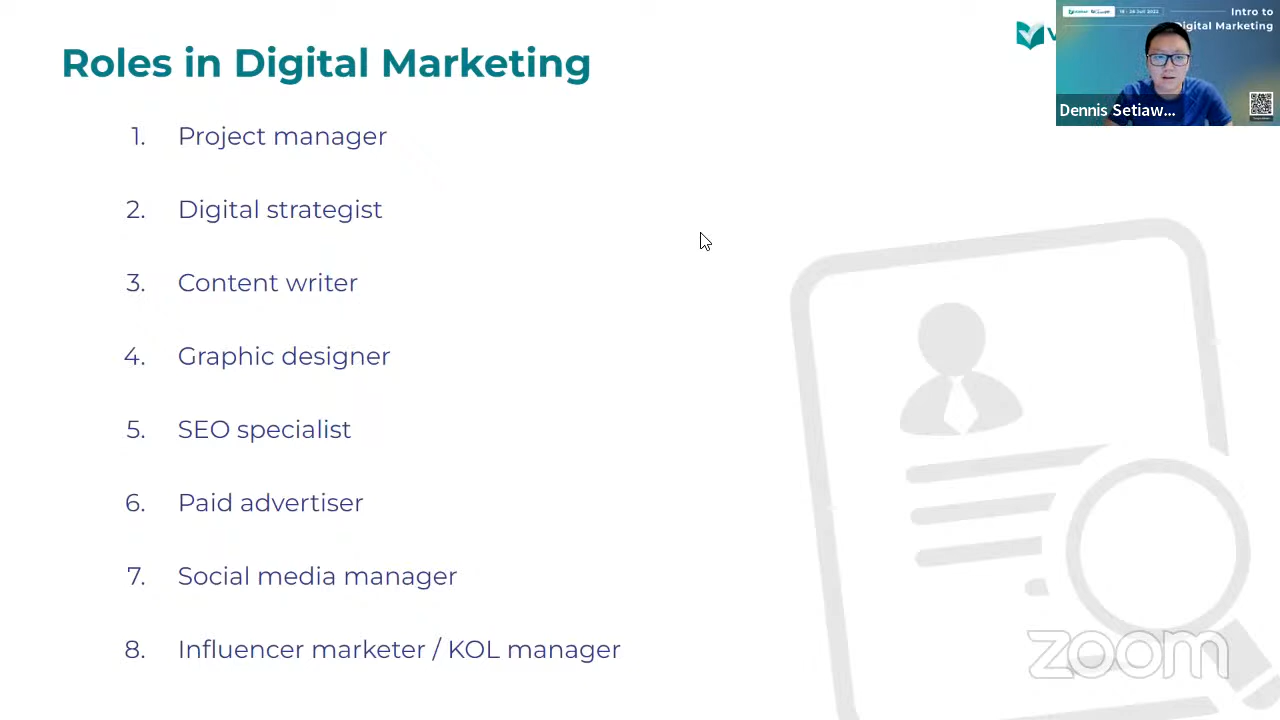 Roles in Digital Marketing
1. Project manager
2. Digital strategist
3. Content writer
4. Graphic designer
5. SEO specialist
6. Paid advertiser
7. Social media manager
8. Influencer marketer / KOL manager
Intro to
Digital Marketing
Dennis Setiaw...
zoom